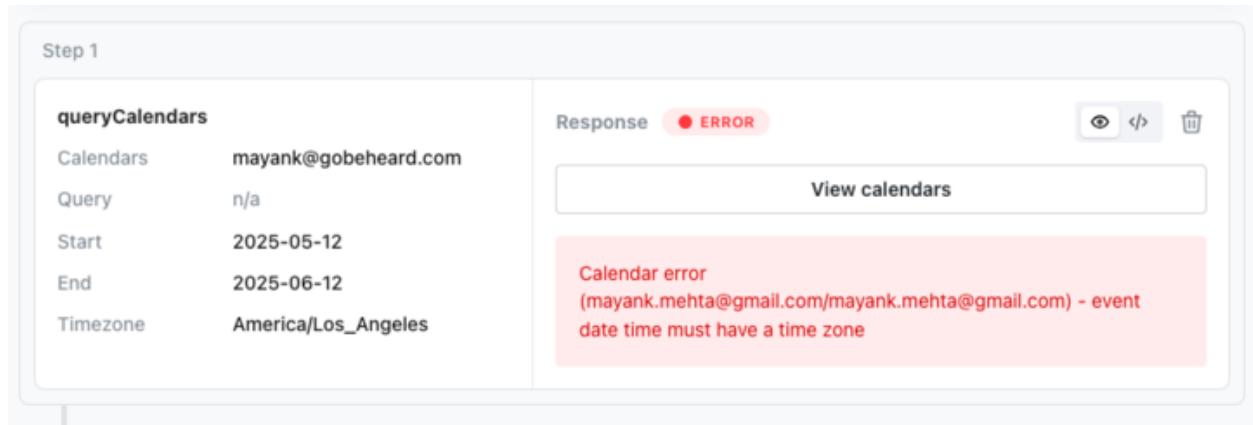 Step 1
queryCalendars
Calendars mayank@gobeheard.com
Query n/a
Start 2025-05-12
End 2025-06-12
Timezone America/Los_Angeles
Response ERROR
</>
View calendars
Calendar error
(mayank.mehta@gmail.com/mayank.mehta@gmail.com) - event
date time must have a time zone